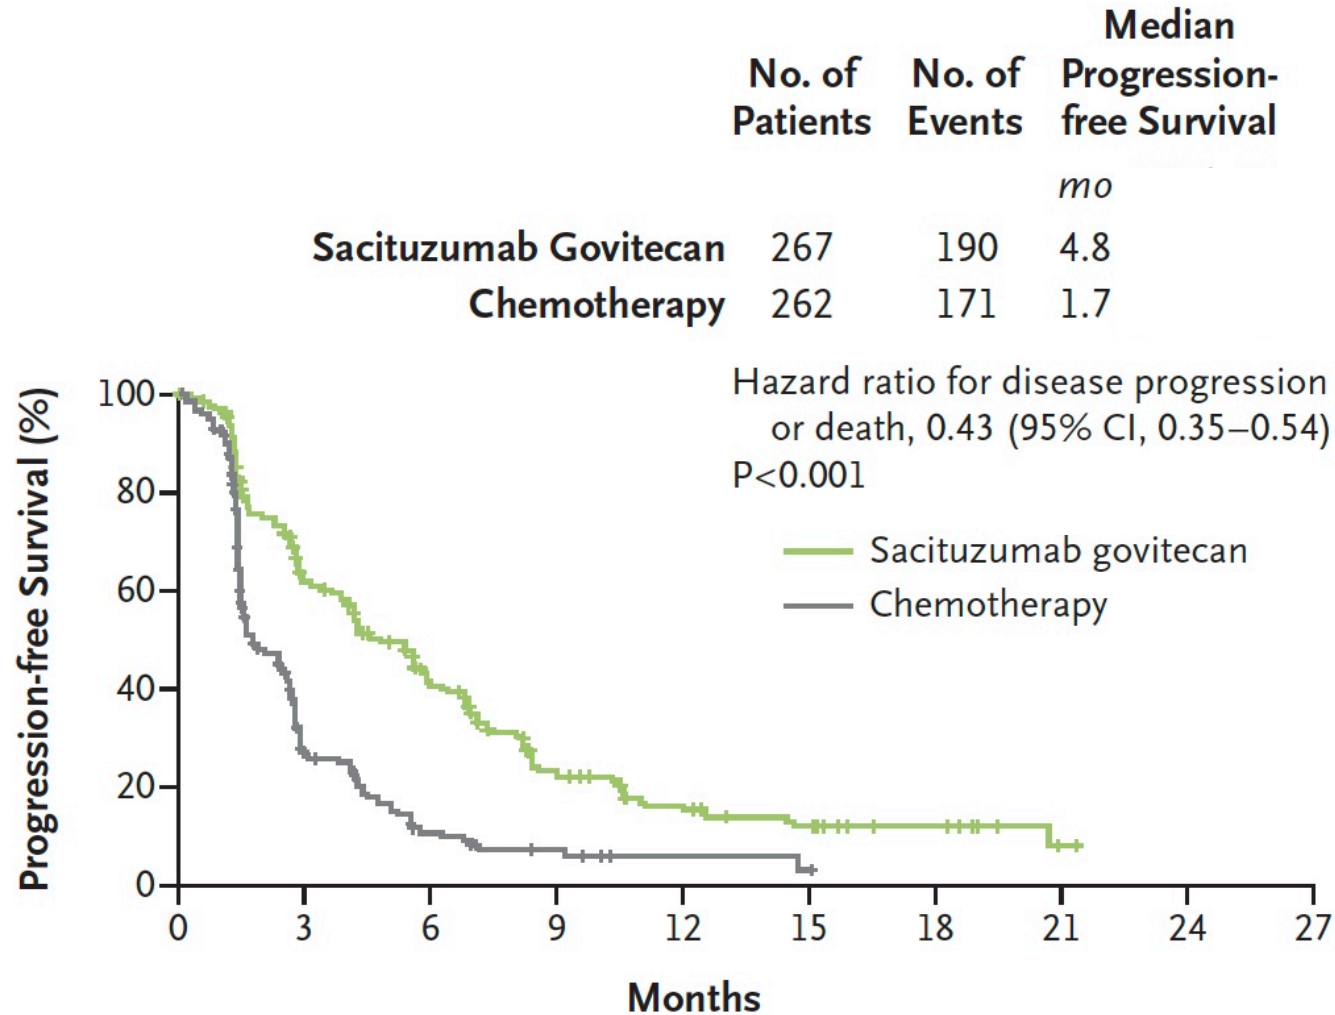 Median
No. of No. of Progression-
Patients Events free Survival
mo
Sacituzumab Govitecan 267 190 4.8
Chemotherapy 262 171 1.7
Hazard ratio for disease progression
or death, 0.43 (95% CI, 0.35–0.54)
P<0.001
Sacituzumab govitecan
Chemotherapy
Progression-free Survival (%)
100
80
60
40
20
0
0 3 6 9 12 15 18 21 24 27
Months